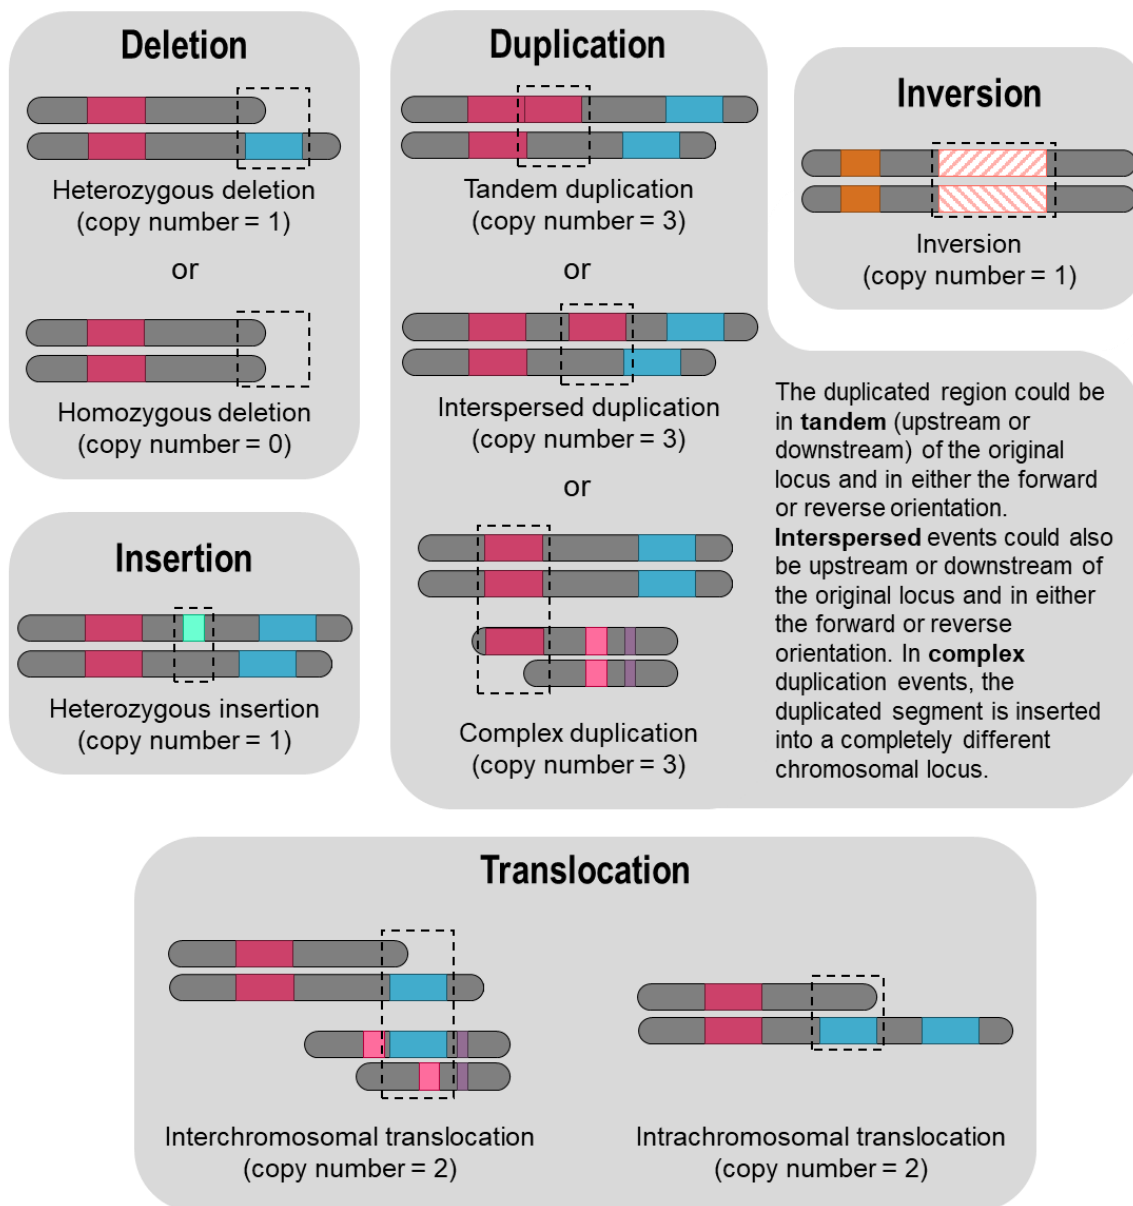 Deletion
Heterozygous deletion
(copy number = 1)
or
Homozygous deletion
(copy number = 0)
Insertion
Heterozygous insertion
(copy number = 1)
Duplication
Tandem duplication
(copy number = 3)
or
Interspersed duplication
(copy number = 3)
or
Complex duplication
(copy number = 3)
Inversion
Inversion
(copy number = 1)
The duplicated region could be
in tandem (upstream or
downstream) of the original
locus and in either the forward
or reverse orientation.
Interspersed events could also
be upstream or downstream of
the original locus and in either
the forward or reverse
orientation. In complex
duplication events, the
duplicated segment is inserted
into a completely different
chromosomal locus.
Translocation
Interchromosomal translocation
(copy number = 2)
Intrachromosomal translocation
(copy number = 2)